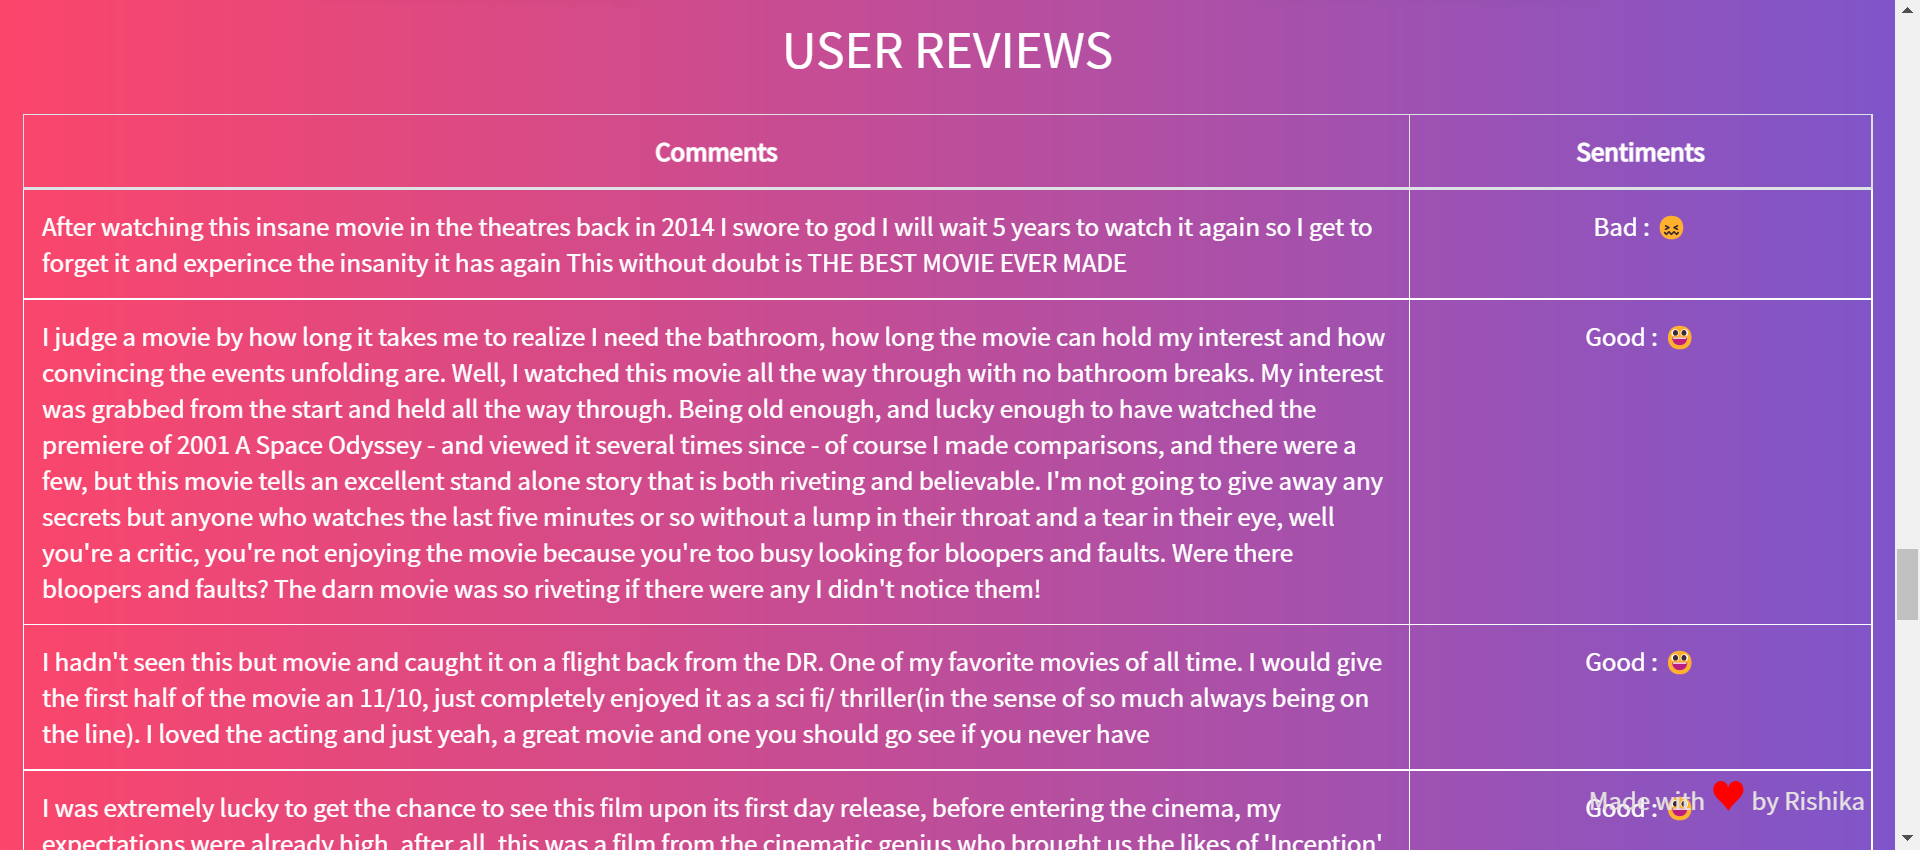 USER REVIEWS
Comments
Sentiments
After watching this insane movie in the theatres back in 2014 I swore to god I will wait 5 years to watch it again so I get to
forget it and experince the insanity it has again This without doubt is THE BEST MOVIE EVER MADE
Bad :
I judge a movie by how long it takes me to realize I need the bathroom, how long the movie can hold my interest and how
convincing the events unfolding are. Well, I watched this movie all the way through with no bathroom breaks. My interest
was grabbed from the start and held all the way through. Being old enough, and lucky enough to have watched the
premiere of 2001 A Space Odyssey - and viewed it several times since - of course I made comparisons, and there were a
few, but this movie tells an excellent stand alone story that is both riveting and believable. I'm not going to give away any
secrets but anyone who watches the last five minutes or so without a lump in their throat and a tear in their eye, well
you're a critic, you're not enjoying the movie because you're too busy looking for bloopers and faults. Were there
bloopers and faults? The darn movie was so riveting if there were any I didn't notice them!
Good :
I hadn't seen this but movie and caught it on a flight back from the DR. One of my favorite movies of all time. I would give
the first half of the movie an 11/10, just completely enjoyed it as a sci fi/ thriller(in the sense of so much always being on
the line). I loved the acting and just yeah, a great movie and one you should go see if you never have
Good :
I was extremely lucky to get the chance to see this film upon its first day release, before entering the cinema, my
expectations were already high, after all, this was a film from the cinematic genius who brought us the likes of 'Inception'
Good :
Made with ♥ by Rishika